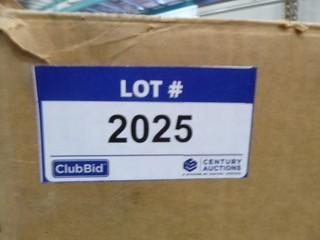 LOT #
2025
ClubBid
CENTURY
AUCTIONS